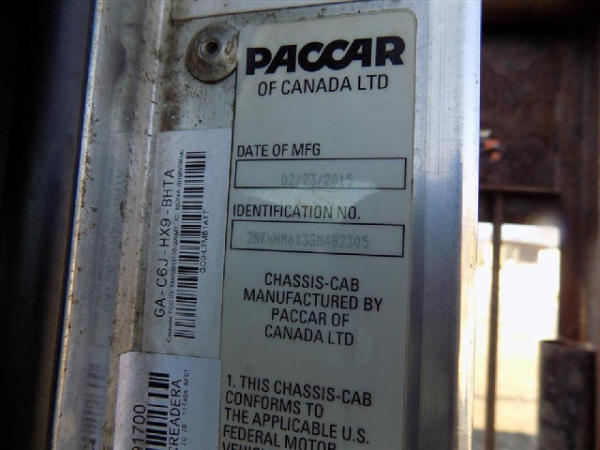 PACCAR
OF CANADA LTD
DATE OF MFG
02/23/2015
IDENTIFICATION NO.
2NKHHM6X3GM482305
CHASSIS-CAB
MANUFACTURED BY
PACCAR OF
CANADA LTD
1. THIS CHASSIS-CAB
CONFORMS TO
THE APPLICABLE U.S.
FEDERAL MOTOR
GA-C6J-HX9-BHTA
91700
CREADERA